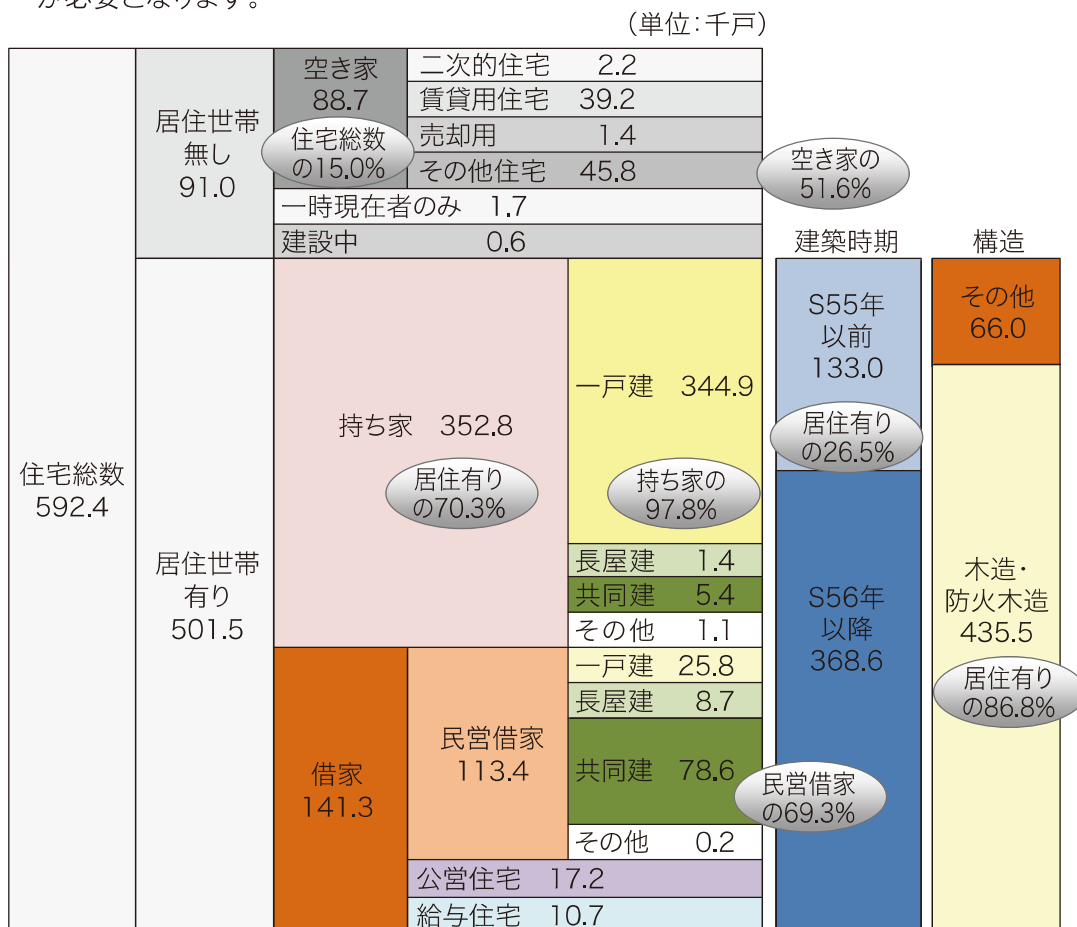 が必要となります。
(単位:千戸)
住宅総数
592.4
居住世帯
無し
91.0
空き家
88.7
住宅総数
の15.0%
二次的住宅 2.2
賃貸用住宅 39.2
売却用 1.4
その他住宅 45.8
空き家の
51.6%
一時現在者のみ 1.7
建設中 0.6
居住世帯
有り
501.5
持ち家 352.8
居住有り
の70.3%
一戸建 344.9
持ち家の
97.8%
長屋建 1.4
共同建 5.4
その他 1.1
借家
141.3
民営借家
113.4
一戸建 25.8
長屋建 8.7
共同建 78.6
民営借家
の69.3%
その他 0.2
公営住宅 17.2
給与住宅 10.7
建築時期
S55年
以前
133.0
居住有り
の26.5%
S56年
以降
368.6
構造
その他
66.0
木造・
防火木造
435.5
居住有り
の86.8%